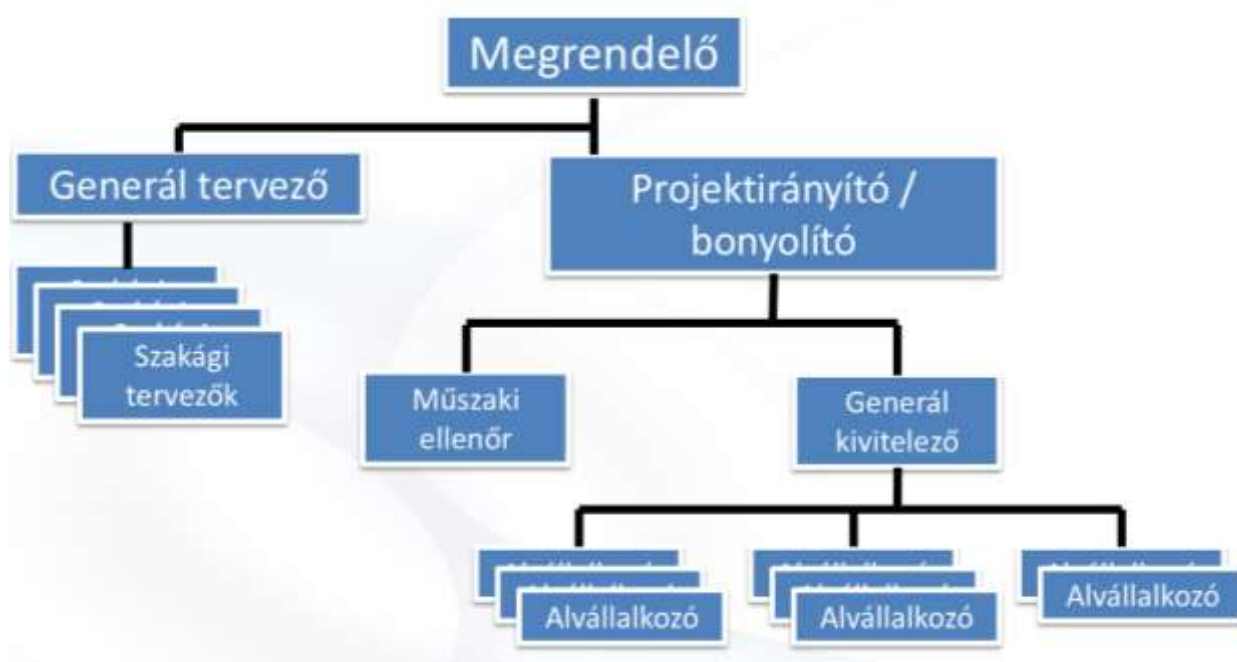 Megrendelő
Generál tervező
Projektirányító /
bonyolító
Szakági
tervezők
Műszaki
ellenőr
Generál
kivitelező
Alvállalkozó
Alvállalkozó
Alvállalkozó